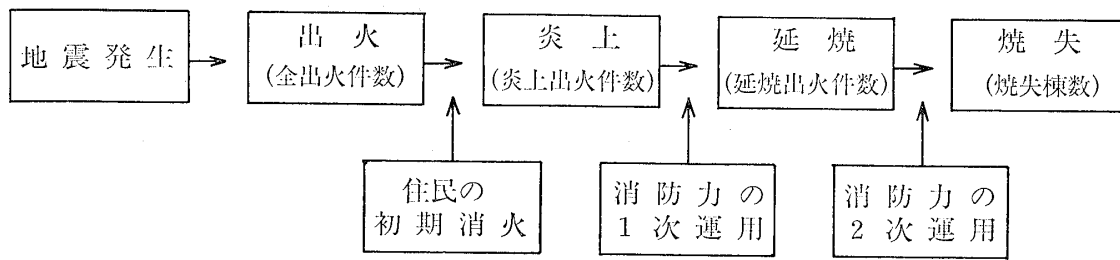 地震発生
出火
(全出火件数)
炎上
(炎上出火件数)
延焼
(延焼出火件数)
焼失
(焼失棟数)
住民の
初期消火
消防力の
1次運用
消防力の
2次運用